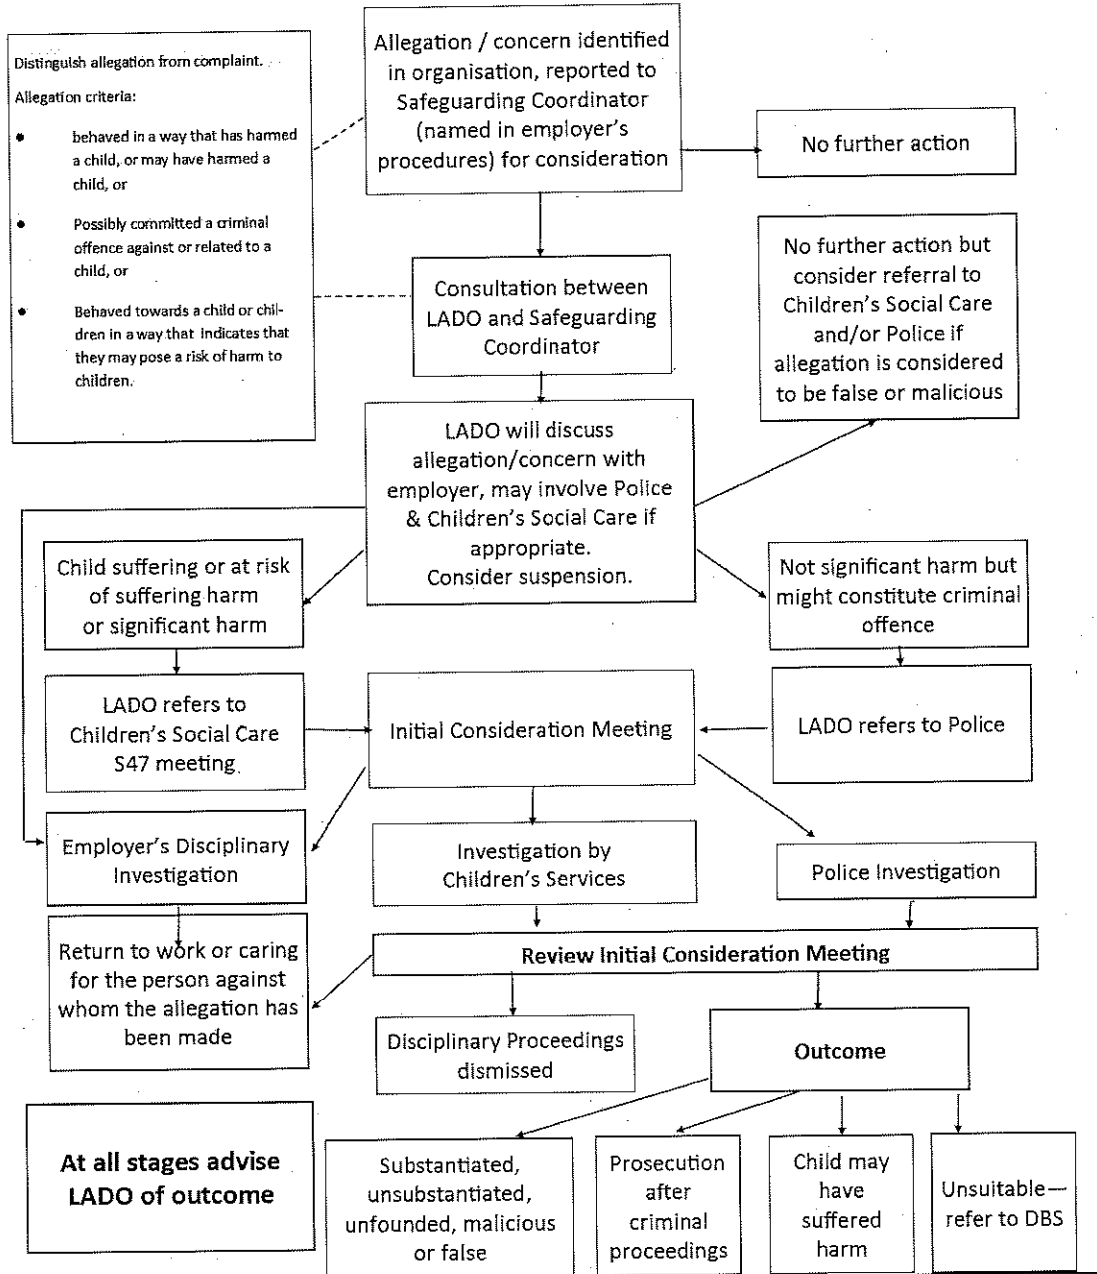 Distinguish allegation from complaint.
Allegation criteria:
• behaved in a way that has harmed
a child, or may have harmed a
child, or
• Possibly committed a criminal
offence against or related to a
child, or
• Behaved towards a child or chil-
dren in a way that indicates that
they may pose a risk of harm to
children.
Allegation / concern identified
in organisation, reported to
Safeguarding Coordinator
(named in employer's
procedures) for consideration
No further action
Consultation between
LADO and Safeguarding
Coordinator
No further action but
consider referral to
Children's Social Care
and/or Police if
allegation is considered
to be false or malicious
LADO will discuss
allegation/concern with
employer, may involve Police
& Children's Social Care if
appropriate.
Consider suspension.
Child suffering or at risk
of suffering harm
or significant harm
Not significant harm but
might constitute criminal
offence
LADO refers to
Children's Social Care
S47 meeting
Initial Consideration Meeting
LADO refers to Police
Employer's Disciplinary
Investigation
Investigation by
Children's Services
Police Investigation
Return to work or caring
for the person against
whom the allegation has
been made
Review Initial Consideration Meeting
Disciplinary Proceedings
dismissed
Outcome
At all stages advise
LADO of outcome
Substantiated,
unsubstantiated,
unfounded, malicious
or false
Prosecution
after
criminal
proceedings
Child may
have
suffered
harm
Unsuitable—
refer to DBS